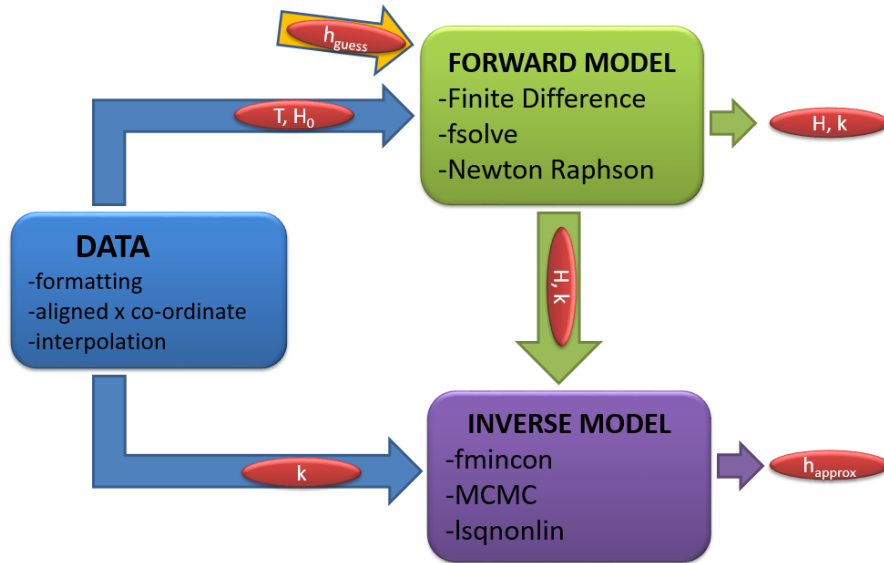 h_guess
T, H_0
FORWARD MODEL
-Finite Difference
-fsolve
-Newton Raphson
H, k
DATA
-formatting
-aligned x co-ordinate
-interpolation
H, k
INVERSE MODEL
-fmincon
-MCMC
-lsqnonlin
k
h_approx